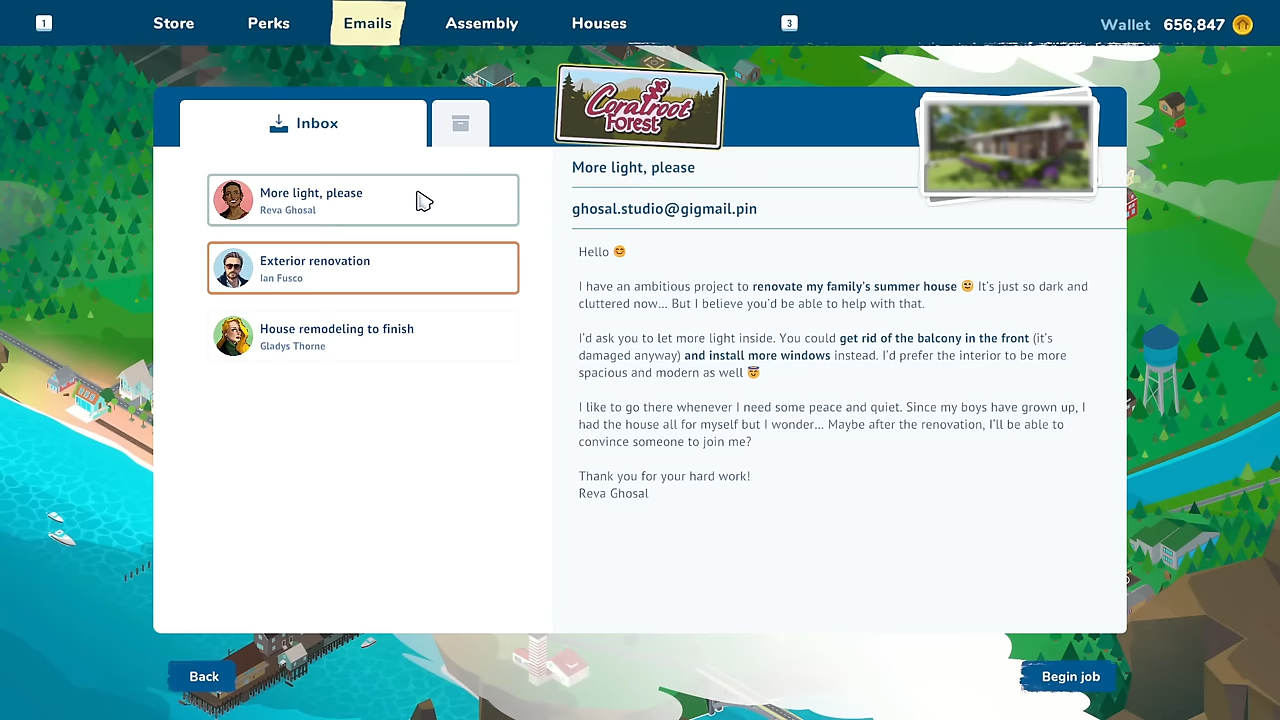 1
Store
Perks
Emails
Assembly
Houses
3
Wallet 656,847
Inbox
Coralroot
FOREST
More light, please
Reva Ghosal
Exterior renovation
Ian Fusco
House remodeling to finish
Gladys Thorne
More light, please
ghosal.studio@gigmail.pin
Hello 😊
I have an ambitious project to renovate my family's summer house 😀 It's just so dark and
cluttered now... But I believe you'd be able to help with that.
I'd ask you to let more light inside. You could get rid of the balcony in the front (it's
damaged anyway) and install more windows instead. I'd prefer the interior to be more
spacious and modern as well 😇
I like to go there whenever I need some peace and quiet. Since my boys have grown up, I
had the house all for myself but I wonder... Maybe after the renovation, I'll be able to
convince someone to join me?
Thank you for your hard work!
Reva Ghosal
Back
Begin job